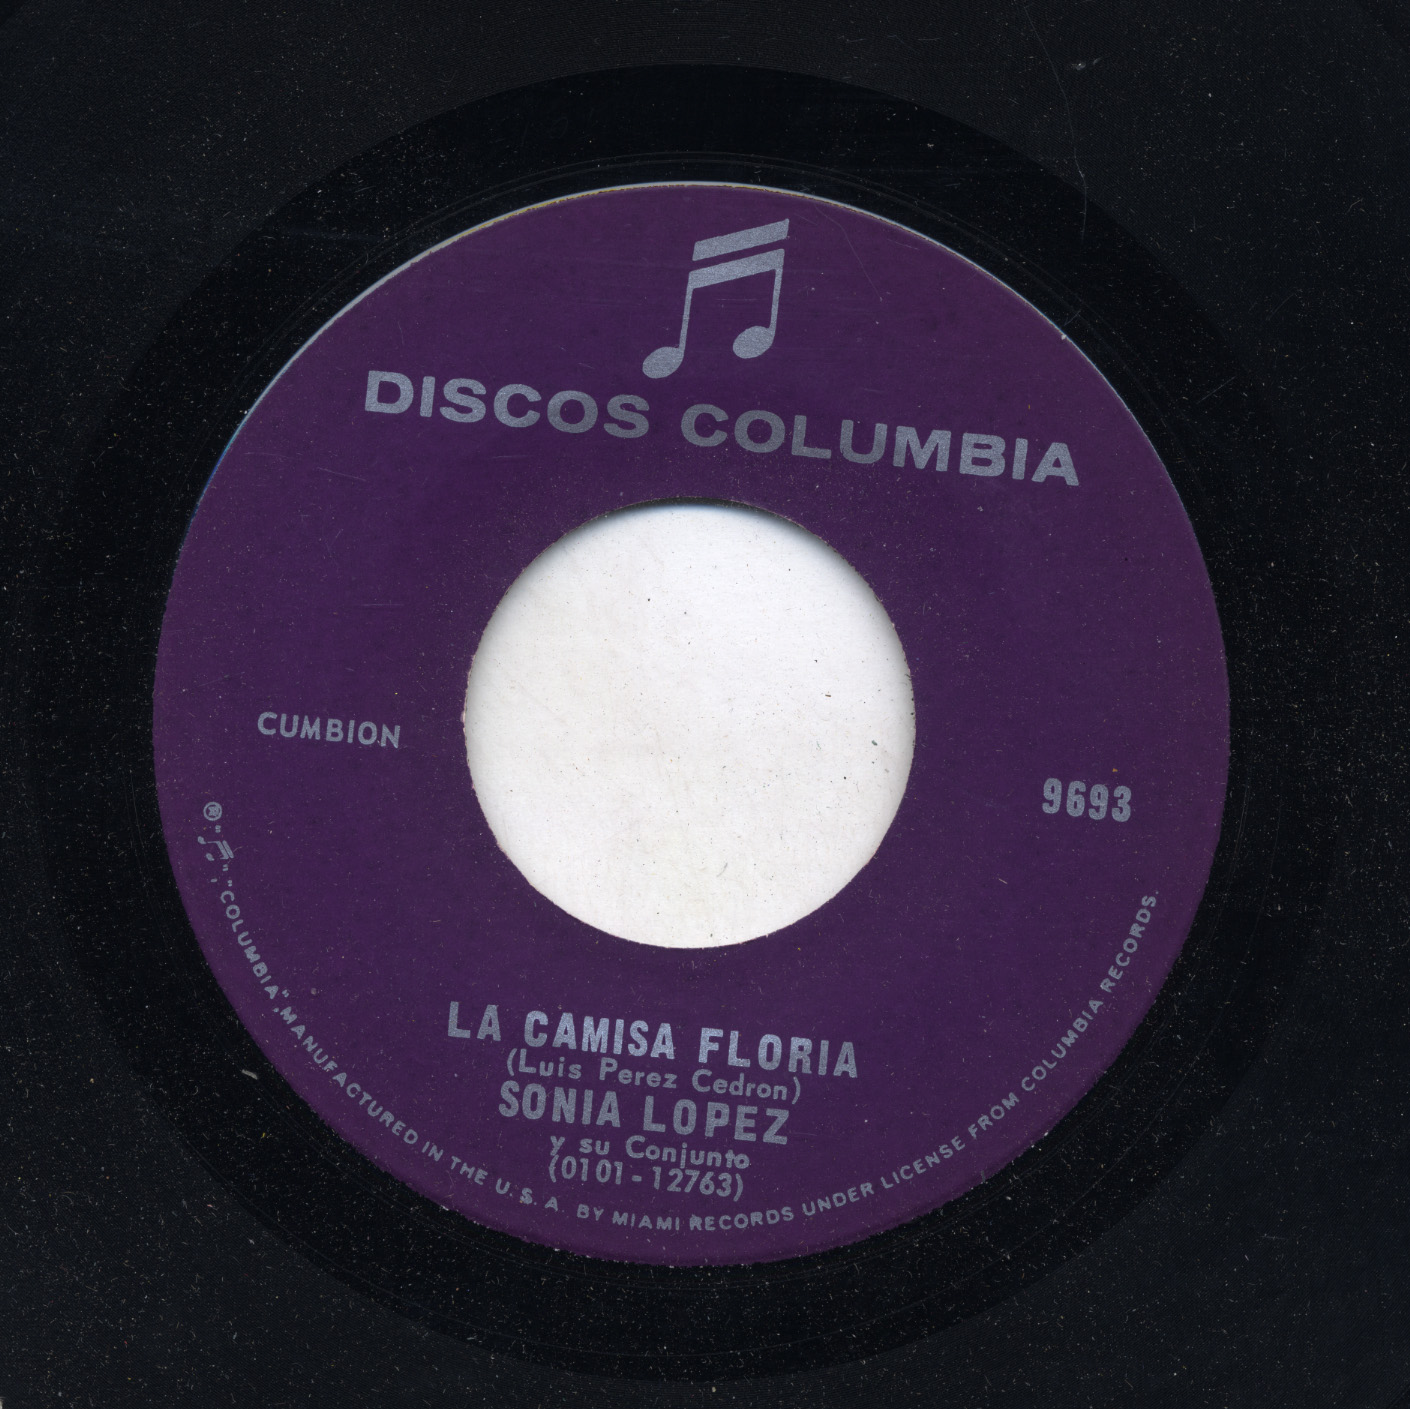 DISCOS COLUMBIA
CUMBION
9693
LA CAMISA FLORIA
(Luis Perez Cedron)
SONIA LOPEZ
y su Conjunto
(0101-12763)
® "♫", "COLUMBIA", MANUFACTURED IN THE U.S.A. BY MIAMI RECORDS UNDER LICENSE FROM COLUMBIA RECORDS.